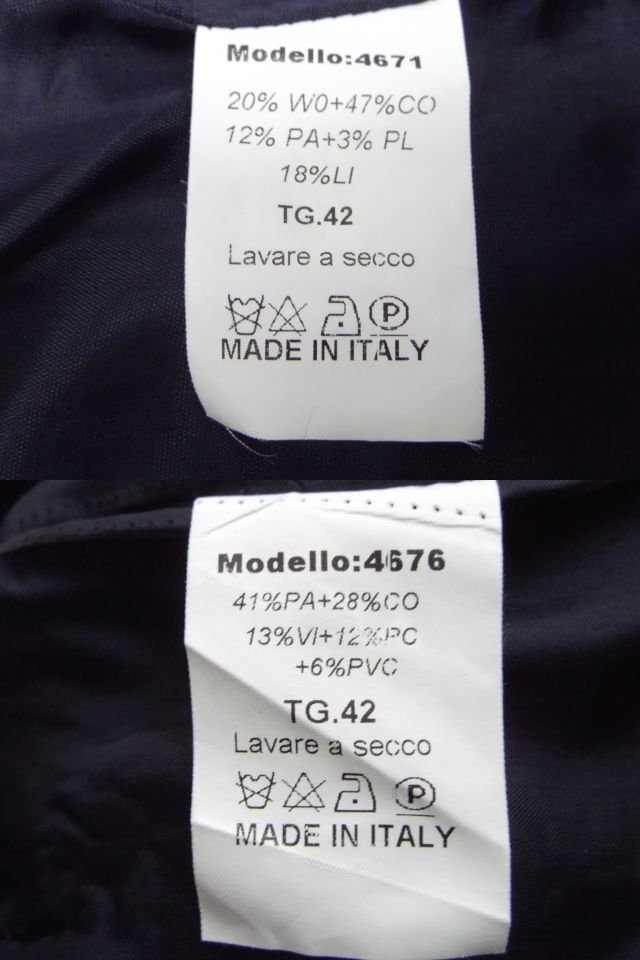 Modello:4671
20% WO+47%CO
12% PA+3% PL
18%LI
TG.42
Lavare a secco
P
MADE IN ITALY
Modello:4676
41%PA+28%CO
13%VI+12%PC
+6%PVC
TG.42
Lavare a secco
P
MADE IN ITALY